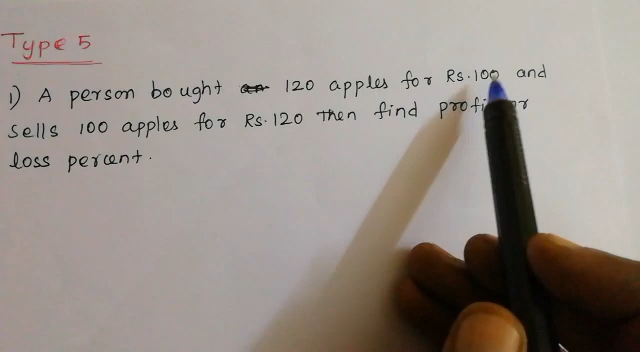 Type 5
1) A person bought 120 apples for Rs.100 and
sells 100 apples for Rs.120 then find
loss percent.